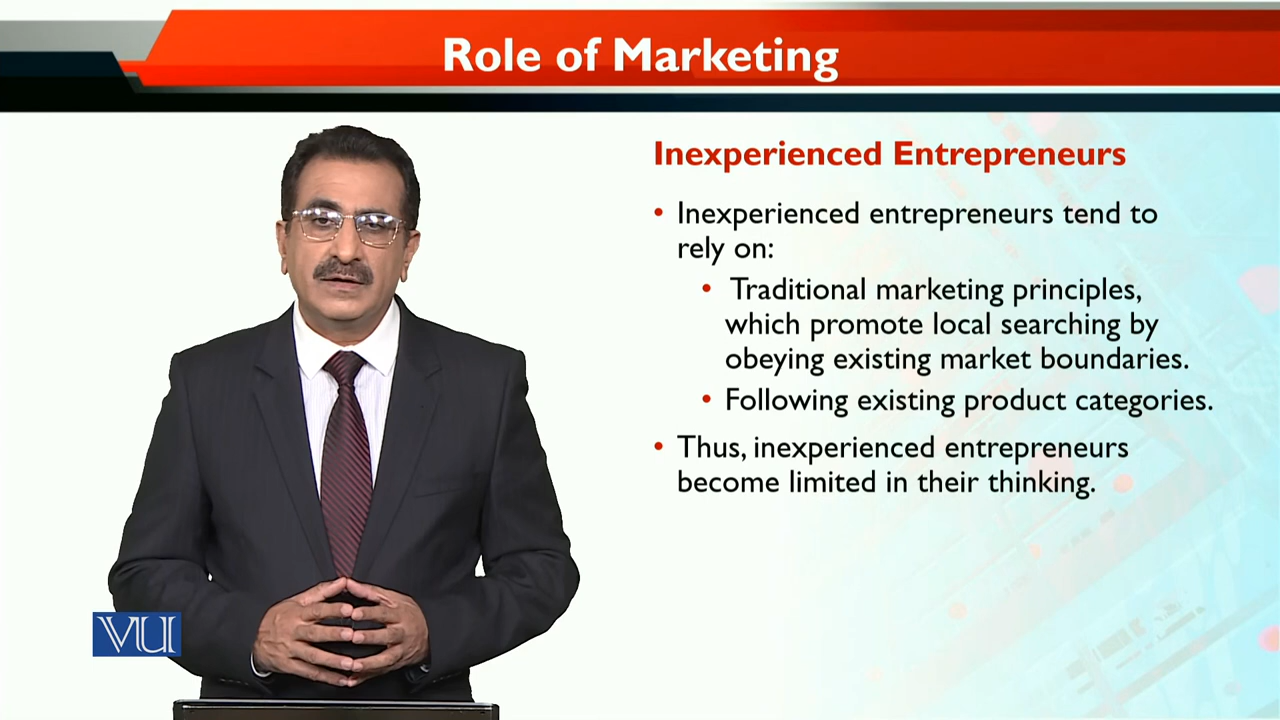 Role of Marketing
Inexperienced Entrepreneurs
• Inexperienced entrepreneurs tend to
rely on:
• Traditional marketing principles,
which promote local searching by
obeying existing market boundaries.
• Following existing product categories.
• Thus, inexperienced entrepreneurs
become limited in their thinking.
VU